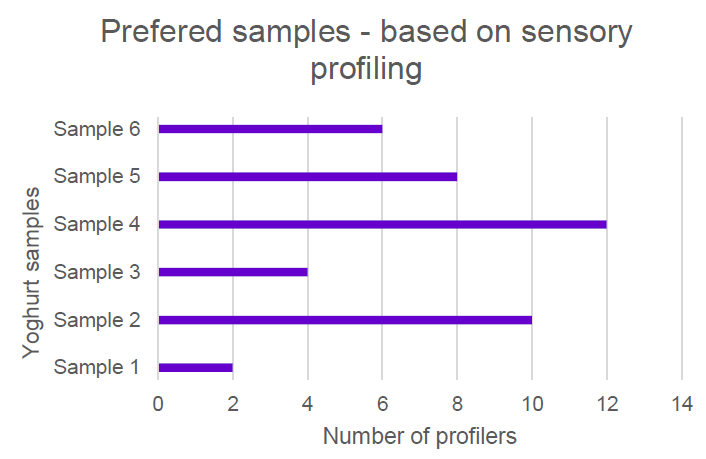 Prefered samples - based on sensory
profiling
Yoghurt samples
Sample 6
Sample 5
Sample 4
Sample 3
Sample 2
Sample 1
0 2 4 6 8 10 12 14
Number of profilers